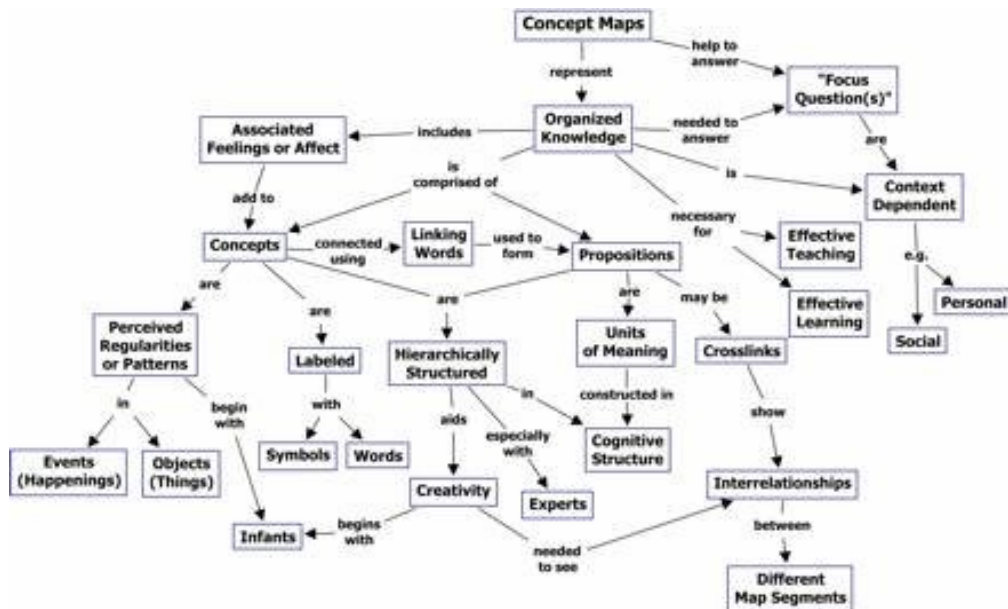 Concept Maps
help to
answer
represent
"Focus
Question(s)"
Organized
Knowledge
needed to
answer
Associated
Feelings or Affect
includes
are
is
comprised of
is
Context
Dependent
add to
necessary
for
Concepts
connected
using
Linking
Words
used to
form
Propositions
Effective
Teaching
e.g.
are
are
are
may be
Personal
are
Effective
Learning
Perceived
Regularities
or Patterns
Labeled
Hierarchically
Structured
Units
of Meaning
Crosslinks
Social
in
begin
with
with
aids
in
constructed in
show
especially
with
Events
(Happenings)
Objects
(Things)
Symbols
Words
Cognitive
Structure
Creativity
Experts
Interrelationships
Infants
begins
with
needed
to see
between
Different
Map Segments